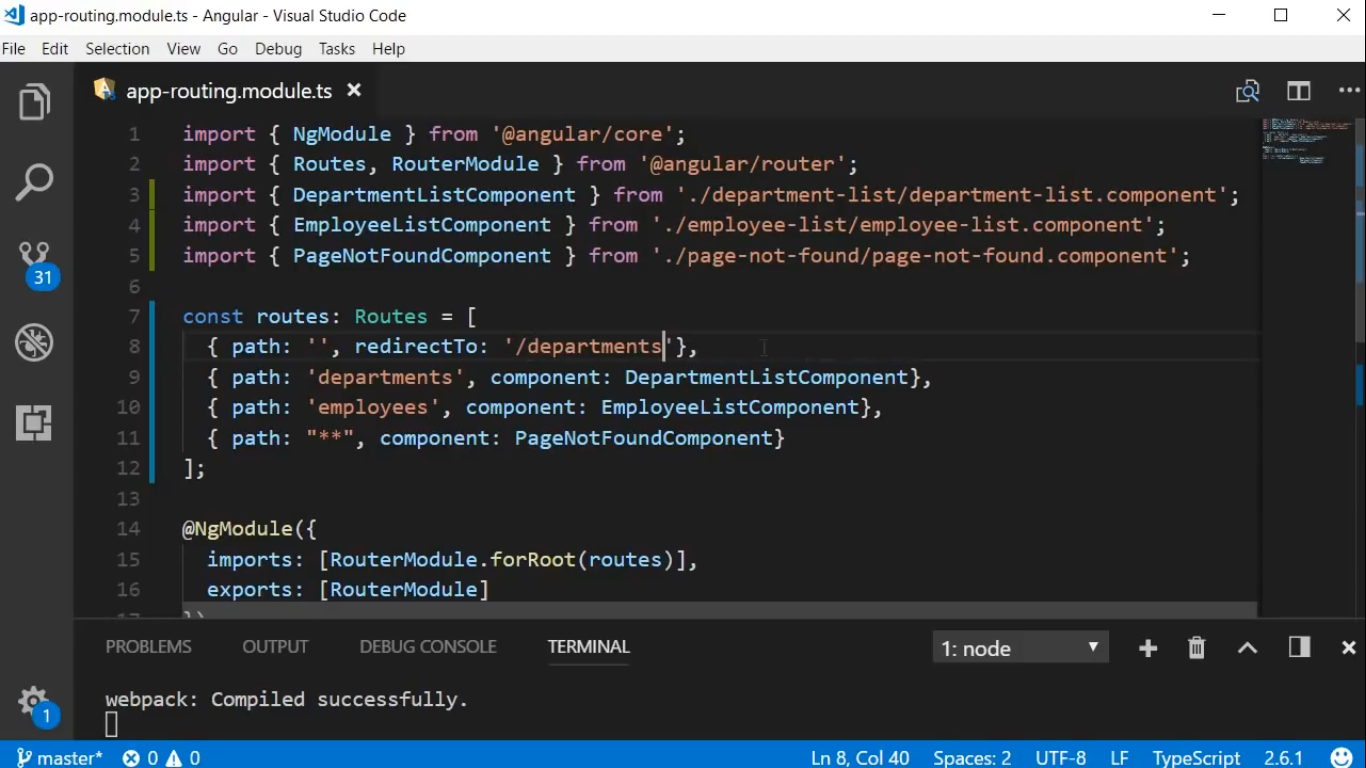 app-routing.module.ts - Angular - Visual Studio Code
File Edit Selection View Go Debug Tasks Help
app-routing.module.ts
1 import { NgModule } from '@angular/core';
2 import { Routes, RouterModule } from '@angular/router';
3 import { DepartmentListComponent } from './department-list/department-list.component';
4 import { EmployeeListComponent } from './employee-list/employee-list.component';
5 import { PageNotFoundComponent } from './page-not-found/page-not-found.component';
6
7 const routes: Routes = [
8 { path: '', redirectTo: '/departments'},
9 { path: 'departments', component: DepartmentListComponent},
10 { path: 'employees', component: EmployeeListComponent},
11 { path: "**", component: PageNotFoundComponent}
12 ];
13
14 @NgModule({
15 imports: [RouterModule.forRoot(routes)],
16 exports: [RouterModule]
31
PROBLEMS OUTPUT DEBUG CONSOLE TERMINAL 1: node
webpack: Compiled successfully.
1
master* 0 0 Ln 8, Col 40 Spaces: 2 UTF-8 LF TypeScript 2.6.1